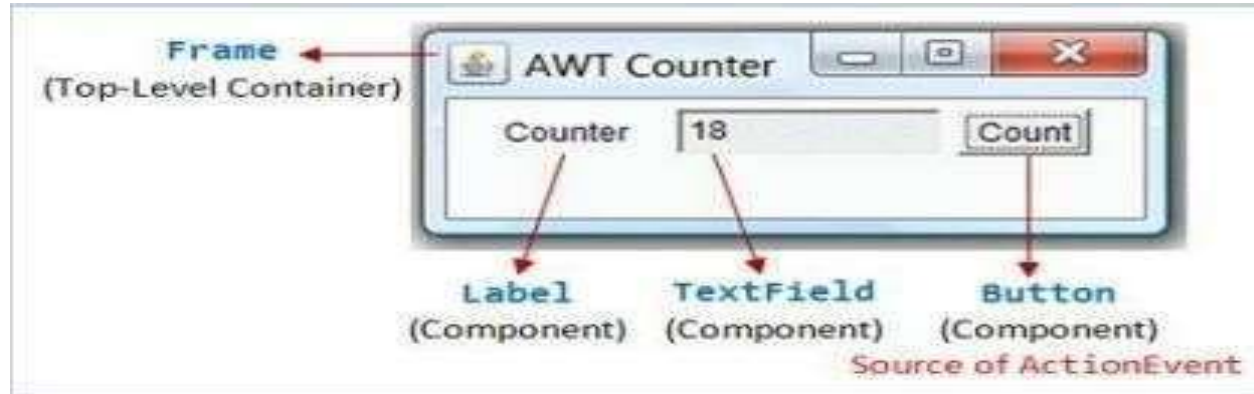 Frame
(Top-Level Container)
AWT Counter
Counter 18 Count
Label TextField Button
(Component) (Component) (Component)
Source of ActionEvent